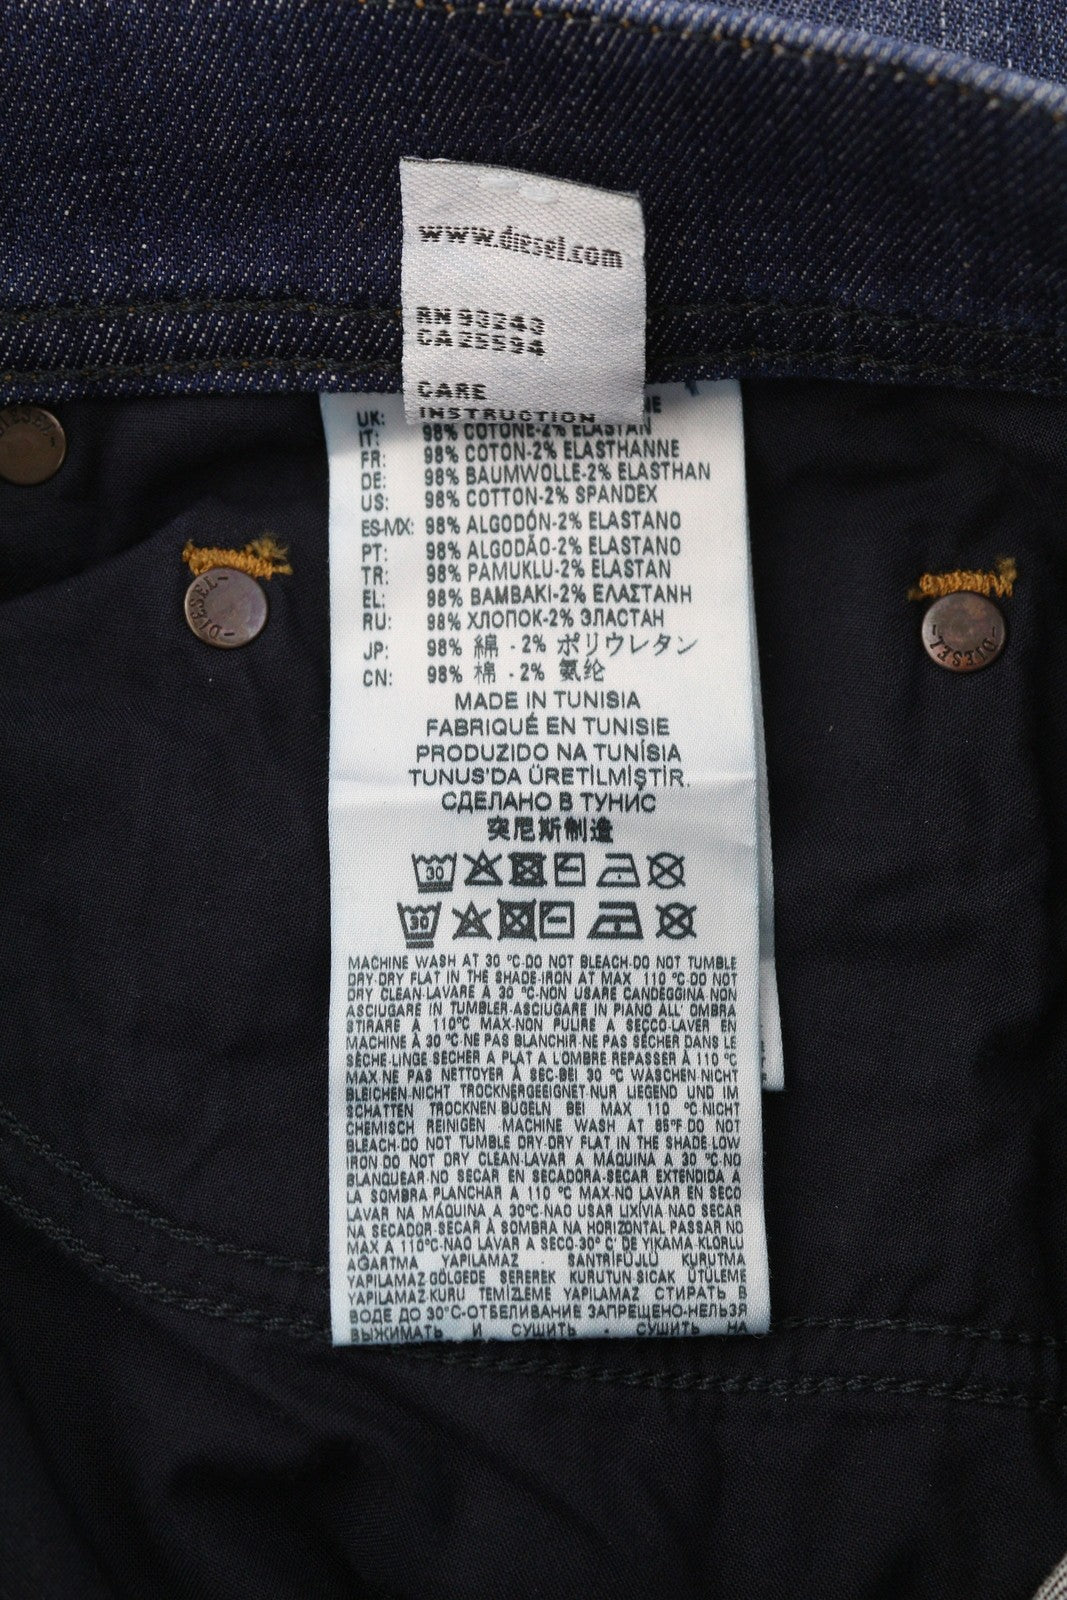 www.diesel.com
RN 93243
CA 25594
CARE
INSTRUCTION
UK: NE
IT: 98% COTONE-2% ELASTAN
FR: 98% COTON-2% ELASTHANNE
DE: 98% BAUMWOLLE-2% ELASTHAN
US: 98% COTTON-2% SPANDEX
ES-MX: 98% ALGODÓN-2% ELASTANO
PT: 98% ALGODÃO-2% ELASTANO
TR: 98% PAMUKLU-2% ELASTAN
EL: 98% ΒΑΜΒΑΚΙ-2% ΕΛΑΣΤΑΝΗ
RU: 98% ХЛОПОК-2% ЭЛАСТАН
JP: 98% 綿 - 2% ポリウレタン
CN: 98% 棉 - 2% 氨纶
MADE IN TUNISIA
FABRIQUÉ EN TUNISIE
PRODUZIDO NA TUNÍSIA
TUNUS'DA ÜRETİLMİŞTİR.
СДЕЛАНО В ТУНИС
突尼斯制造
30
30
MACHINE WASH AT 30 °C-DO NOT BLEACH-DO NOT TUMBLE
DRY-DRY FLAT IN THE SHADE-IRON AT MAX 110 °C-DO NOT
DRY CLEAN-LAVARE A 30 °C-NON USARE CANDEGGINA-NON
ASCIUGARE IN TUMBLER-ASCIUGARE IN PIANO ALL' OMBRA
STIRARE A 110°C MAX-NON PULIRE A SECCO-LAVER EN
MACHINE À 30 °C-NE PAS BLANCHIR-NE PAS SÉCHER DANS LE
SÈCHE-LINGE SÉCHER A PLAT A L'OMBRE REPASSER À 110 °C
MAX-NE PAS NETTOYER À SEC-BEI 30 °C WASCHEN-NICHT
BLEICHEN-NICHT TROCKNERGEEIGNET-NUR LIEGEND UND IM
SCHATTEN TROCKNEN-BÜGELN BEI MAX 110 °C-NICHT
CHEMISCH REINIGEN MACHINE WASH AT 85°F-DO NOT
BLEACH-DO NOT TUMBLE DRY-DRY FLAT IN THE SHADE-LOW
IRON-DO NOT DRY CLEAN-LAVAR A MÁQUINA A 30 °C-NO
BLANQUEAR-NO SECAR EN SECADORA-SECAR EXTENDIDA A
LA SOMBRA-PLANCHAR A 110 °C MAX-NO LAVAR EN SECO
LAVAR NA MÁQUINA A 30°C-NAO USAR LIXÍVIA NAO SECAR
NA SECADOR-SECAR À SOMBRA NA HORIZONTAL PASSAR NO
MAX A 110°C-NAO LAVAR A SECO-30° C' DE YIKAMA-KLORLU
AĞARTMA YAPILAMAZ - SANTRİFÜJLÜ KURUTMA
YAPILAMAZ-GÖLGEDE SEREREK KURUTUN-SICAK ÜTÜLEME
YAPILAMAZ-KURU TEMİZLEME YAPILAMAZ СТИРАТЬ В
ВОДЕ ДО 30°C-ОТБЕЛИВАНИЕ ЗАПРЕЩЕНО-НЕЛЬЗЯ
ВЫЖИМАТЬ И СУШИТЬ - СУШИТЬ НА
DIESEL
DIESEL
DIESEL